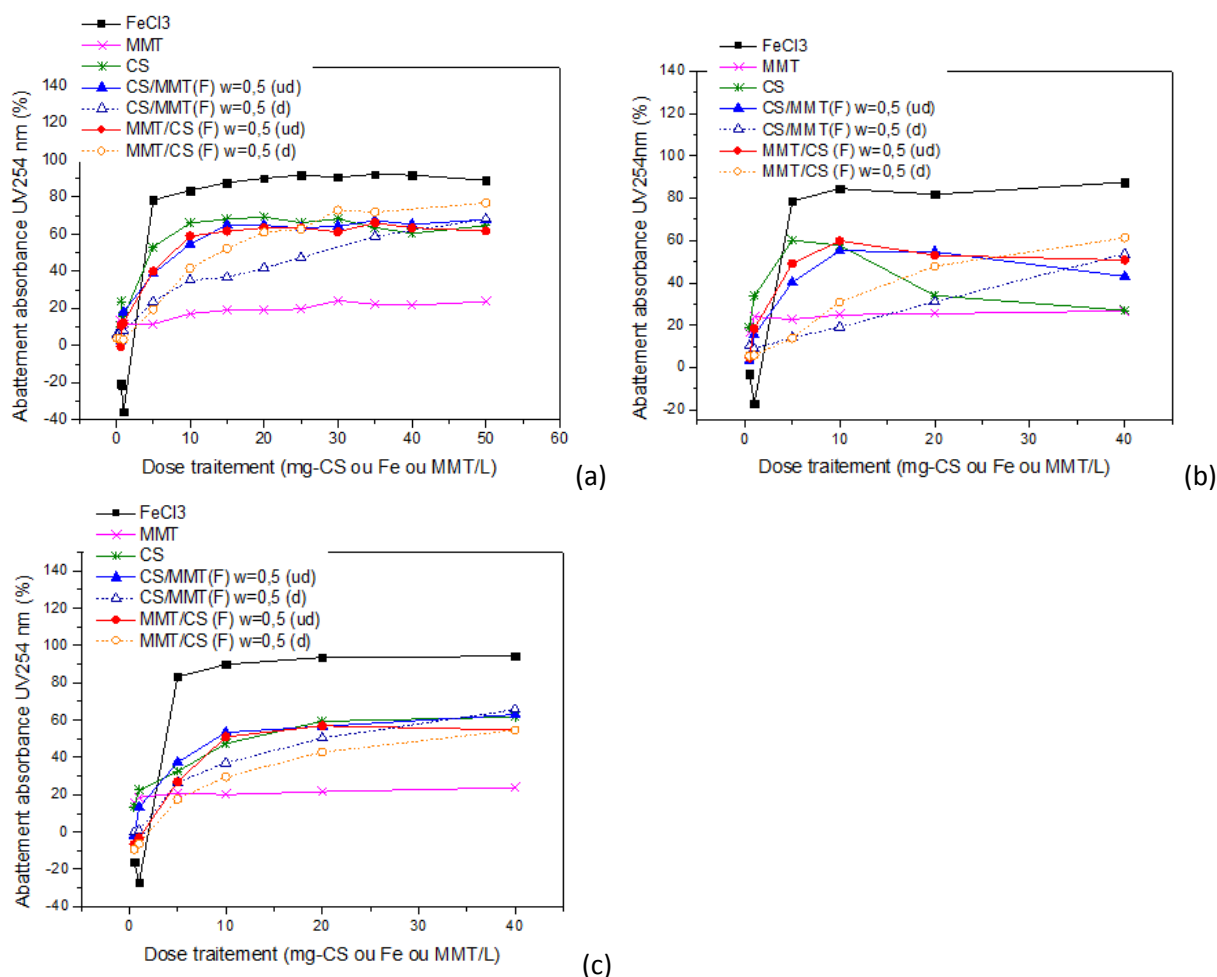 FeCl3
MMT
CS
CS/MMT(F) w=0,5 (ud)
CS/MMT(F) w=0,5 (d)
MMT/CS (F) w=0,5 (ud)
MMT/CS (F) w=0,5 (d)
140
120
100
80
60
40
20
0
-20
-40
0 10 20 30 40 50 60
Abattement absorbance UV254 nm (%)
Dose traitement (mg-CS ou Fe ou MMT/L)
(a)
FeCl3
MMT
CS
CS/MMT(F) w=0,5 (ud)
CS/MMT(F) w=0,5 (d)
MMT/CS (F) w=0,5 (ud)
MMT/CS (F) w=0,5 (d)
140
120
100
80
60
40
20
0
-20
0 10 20 30 40
Abattement absorbance UV254nm (%)
Dose traitement (mg-CS ou Fe ou MMT/L)
(b)
FeCl3
MMT
CS
CS/MMT(F) w=0,5 (ud)
CS/MMT(F) w=0,5 (d)
MMT/CS (F) w=0,5 (ud)
MMT/CS (F) w=0,5 (d)
140
120
100
80
60
40
20
0
-20
-40
0 10 20 30 40
Abattement absorbance UV254 nm (%)
Dose traitement (mg-CS ou Fe ou MMT/L)
(c)